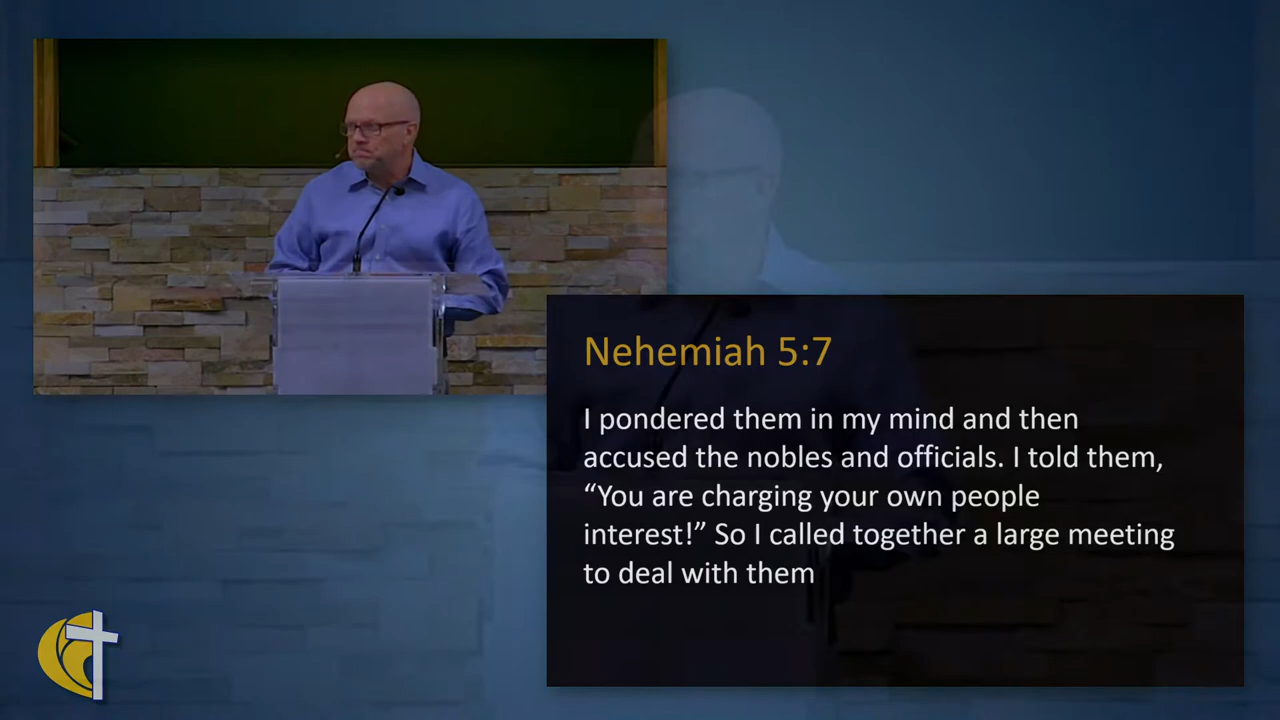 Nehemiah 5:7
I pondered them in my mind and then
accused the nobles and officials. I told them,
“You are charging your own people
interest!” So I called together a large meeting
to deal with them